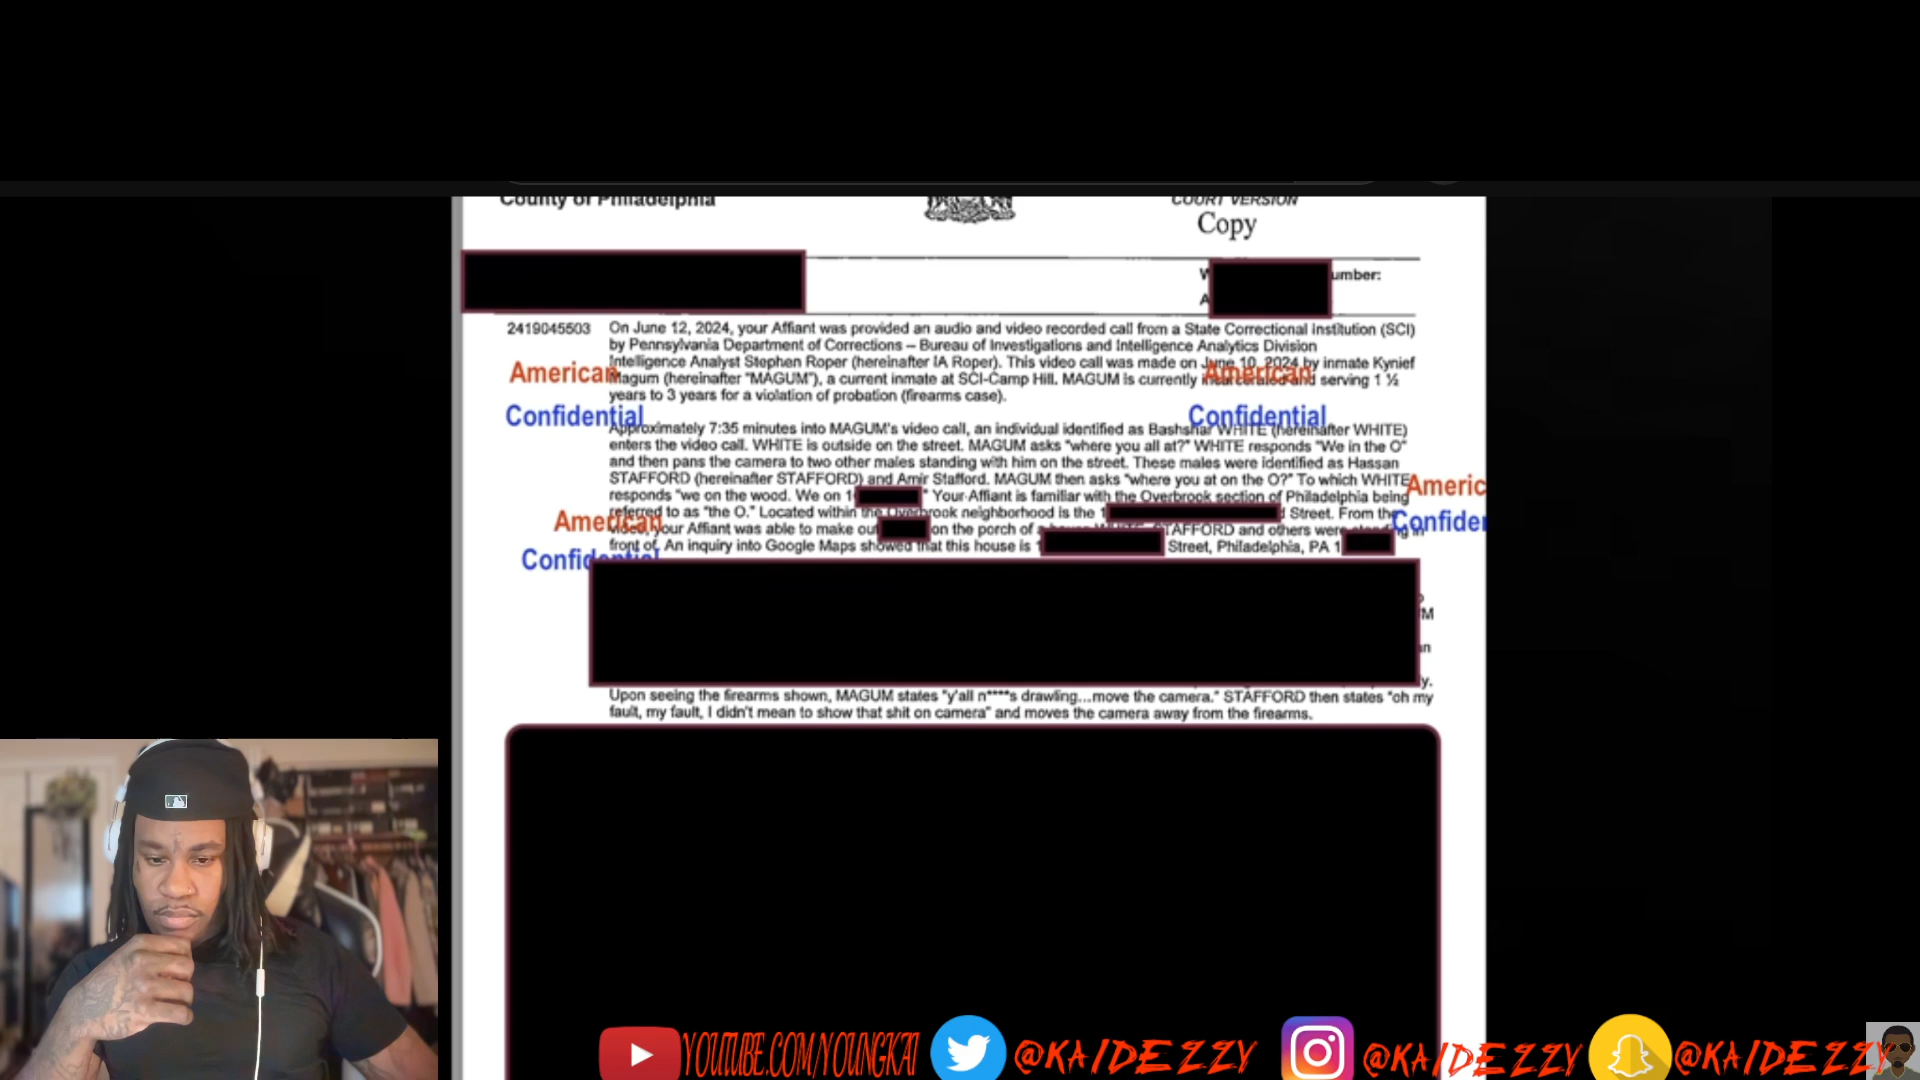 County of Philadelphia
COURT VERSION
Copy
umber:
2419045503 On June 12, 2024, your Affiant was provided an audio and video recorded call from a State Correctional Institution (SCI)
by Pennsylvania Department of Corrections – Bureau of Investigations and Intelligence Analytics Division
Intelligence Analyst Stephen Roper (hereinafter IA Roper). This video call was made on June 10, 2024 by inmate Kynief
American
Magum (hereinafter "MAGUM"), a current inmate at SCI-Camp Hill. MAGUM is currently incarcerated and serving 1 ½
American
years to 3 years for a violation of probation (firearms case).
Confidential
Confidential
Approximately 7:35 minutes into MAGUM's video call, an individual identified as Bashshar WHITE (hereinafter WHITE)
enters the video call. WHITE is outside on the street. MAGUM asks "where you all at?" WHITE responds "We in the O"
and then pans the camera to two other males standing with him on the street. These males were identified as Hassan
STAFFORD (hereinafter STAFFORD) and Amir Stafford. MAGUM then asks "where you at on the O?" To which WHITE
Americ
responds "we on the wood. We on 1 " Your Affiant is familiar with the Overbrook section of Philadelphia being
referred to as "the O." Located within the Overbrook neighborhood is the 1 Street. From the
American
Confider
video, your Affiant was able to make out on the porch of a house WHITE, STAFFORD and others were standing in
front of. An inquiry into Google Maps showed that this house is 1 Street, Philadelphia, PA 1
Confidential
M
y.
Upon seeing the firearms shown, MAGUM states "y'all n****s drawling...move the camera." STAFFORD then states "oh my
fault, my fault, I didn't mean to show that shit on camera" and moves the camera away from the firearms.
YOUTUBE.COM/YOUNGKAI
@KAIDEZZY
@KAIDEZZY
@KAIDEZZY